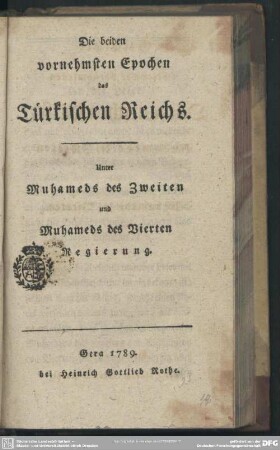 Die beiden
vornehmsten Epochen
des
Türkischen Reichs.
Unter
Muhameds des Zweiten
und
Muhameds des Vierten
Regierung.
Gera 1789.
bei Heinrich Gottlieb Rothe.
DFG